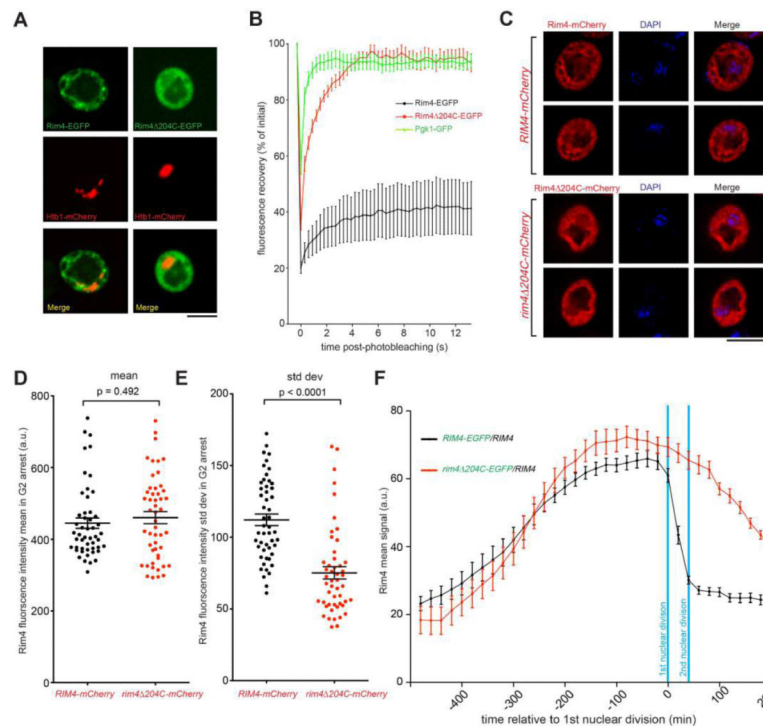 A
Rim4-EGFP
Rim4Δ204C-EGFP
Htb1-mCherry
Htb1-mCherry
Merge
Merge
B
fluorescence recovery (% of initial)
100
80
60
40
20
0
0
2
4
6
8
10
12
time post-photobleaching (s)
Rim4-EGFP
Rim4Δ204C-EGFP
Pgk1-GFP
C
Rim4-mCherry
DAPI
Merge
RIM4-mCherry
Rim4Δ204C-mCherry
DAPI
Merge
rim4Δ204C-mCherry
D
mean
p = 0.492
Rim4 fluorscence intensity mean in G2 arrest (a.u.)
800
600
400
200
0
RIM4-mCherry
rim4Δ204C-mCherry
E
std dev
p < 0.0001
Rim4 fluorescence intensity std dev in G2 arrest
200
150
100
50
0
RIM4-mCherry
rim4Δ204C-mCherry
F
Rim4 mean signal (a.u.)
80
60
40
20
0
RIM4-EGFP/RIM4
rim4Δ204C-EGFP/RIM4
1st nuclear divison
2nd nuclear divison
-400
-300
-200
-100
0
100
time relative to 1st nuclear division (min)